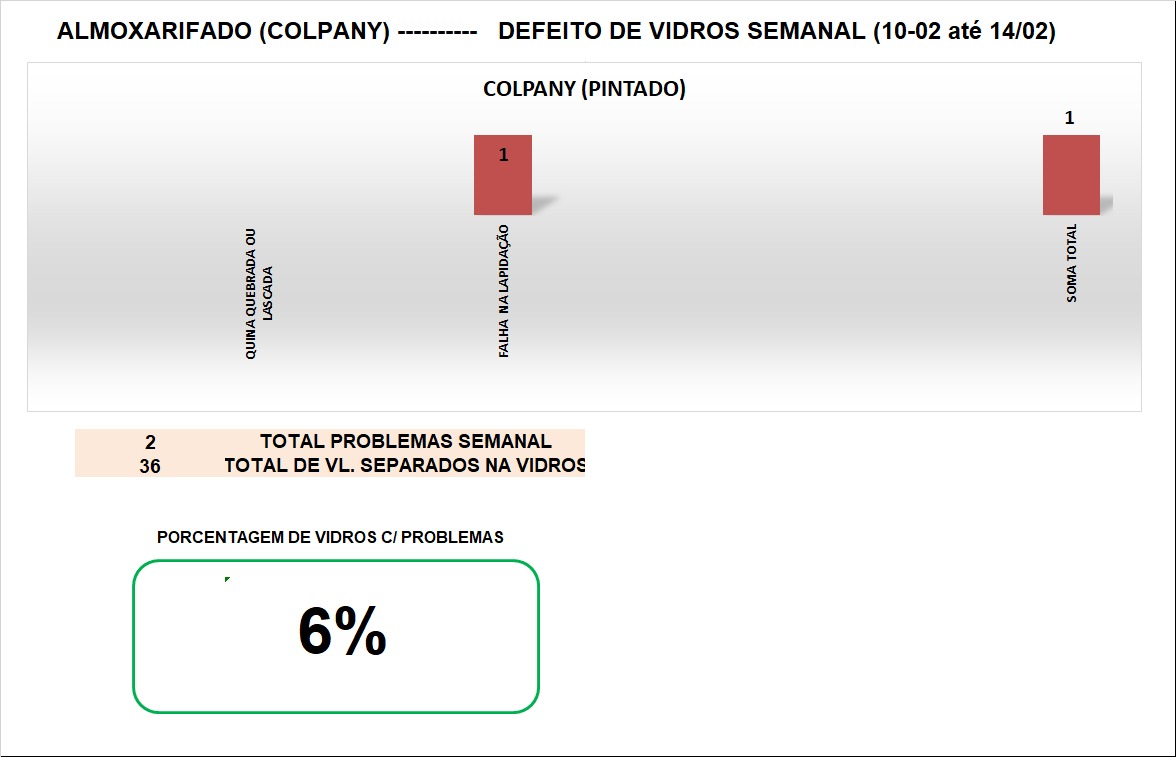 ALMOXARIFADO (COLPANY) ---------- DEFEITO DE VIDROS SEMANAL (10-02 até 14/02)
COLPANY (PINTADO)
1
1
QUINA QUEBRADA OU
LASCADA
FALHA NA LAPIDAÇÃO
SOMA TOTAL
2 TOTAL PROBLEMAS SEMANAL
36 TOTAL DE VL. SEPARADOS NA VIDROS
PORCENTAGEM DE VIDROS C/ PROBLEMAS
6%